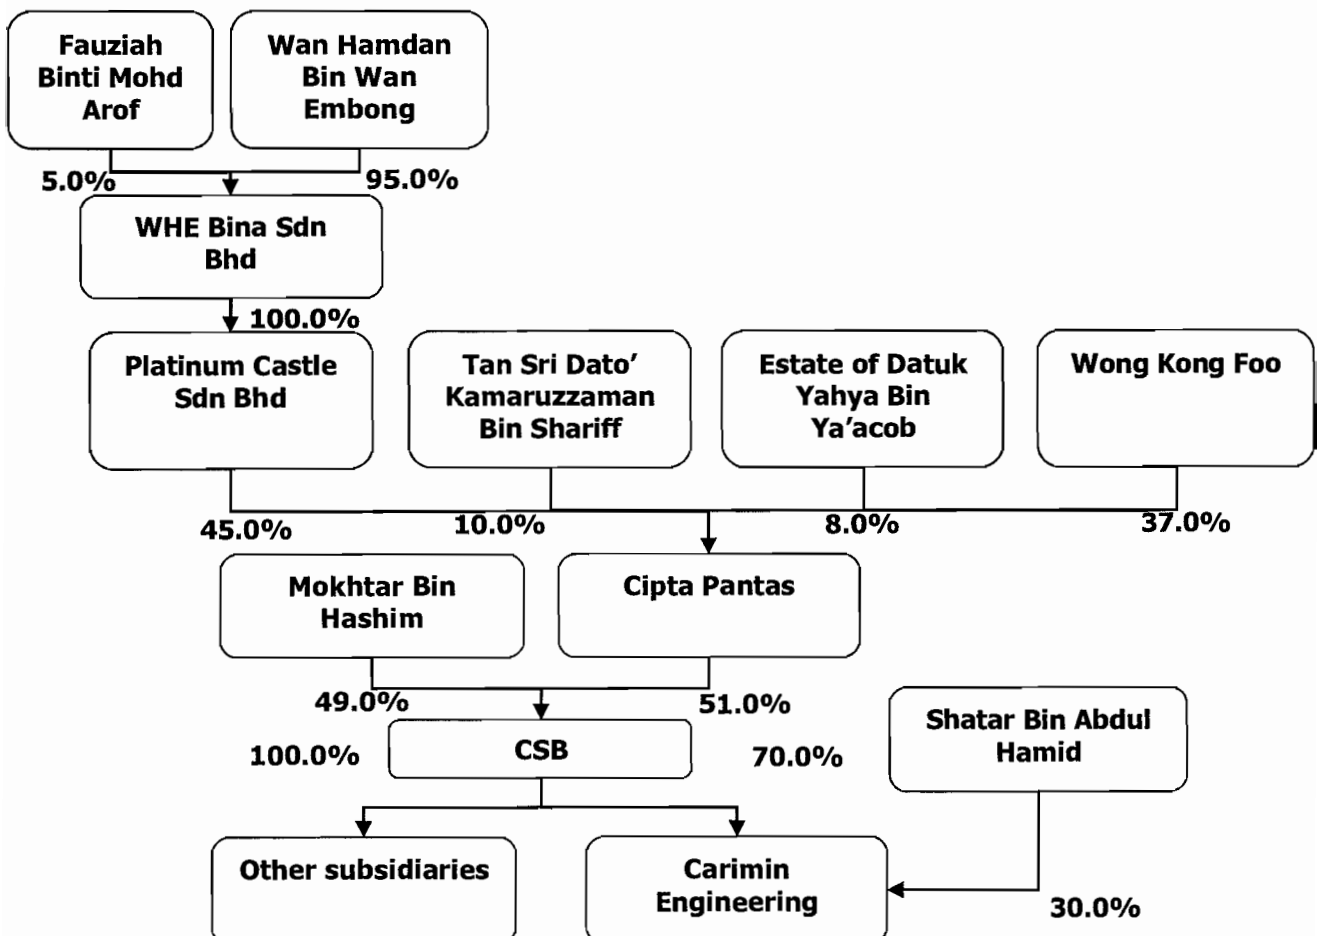 Fauziah
Binti Mohd
Arof
Wan Hamdan
Bin Wan
Embong
5.0%
95.0%
WHE Bina Sdn
Bhd
100.0%
Platinum Castle
Sdn Bhd
Tan Sri Dato’
Kamaruzzaman
Bin Shariff
Estate of Datuk
Yahya Bin
Ya’acob
Wong Kong Foo
45.0%
10.0%
8.0%
37.0%
Mokhtar Bin
Hashim
Cipta Pantas
49.0%
51.0%
Shatar Bin Abdul
Hamid
100.0%
CSB
70.0%
Other subsidiaries
Carimin
Engineering
30.0%